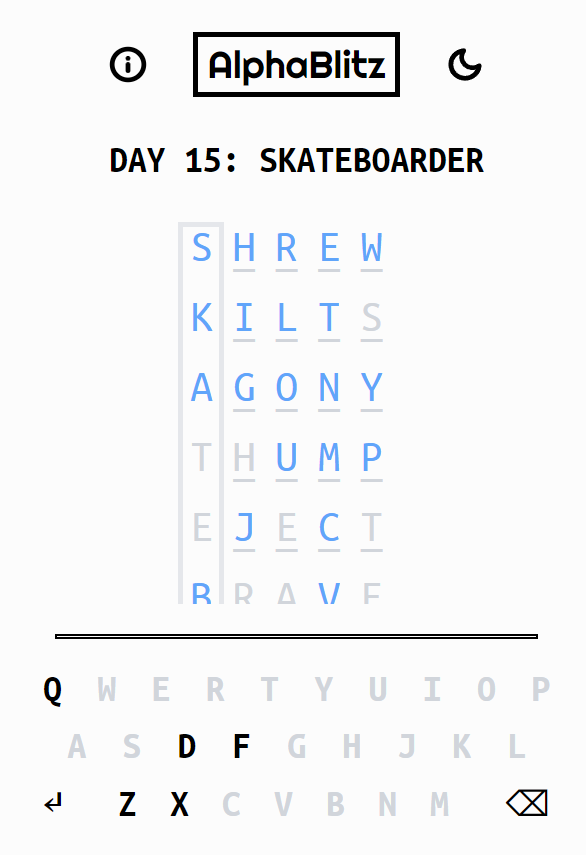 AlphaBlitz
DAY 15: SKATEBOARDER
S H R E W
K I L T S
A G O N Y
T H U M P
E J E C T
B R A V E
Q W E R T Y U I O P
A S D F G H J K L
Z X C V B N M